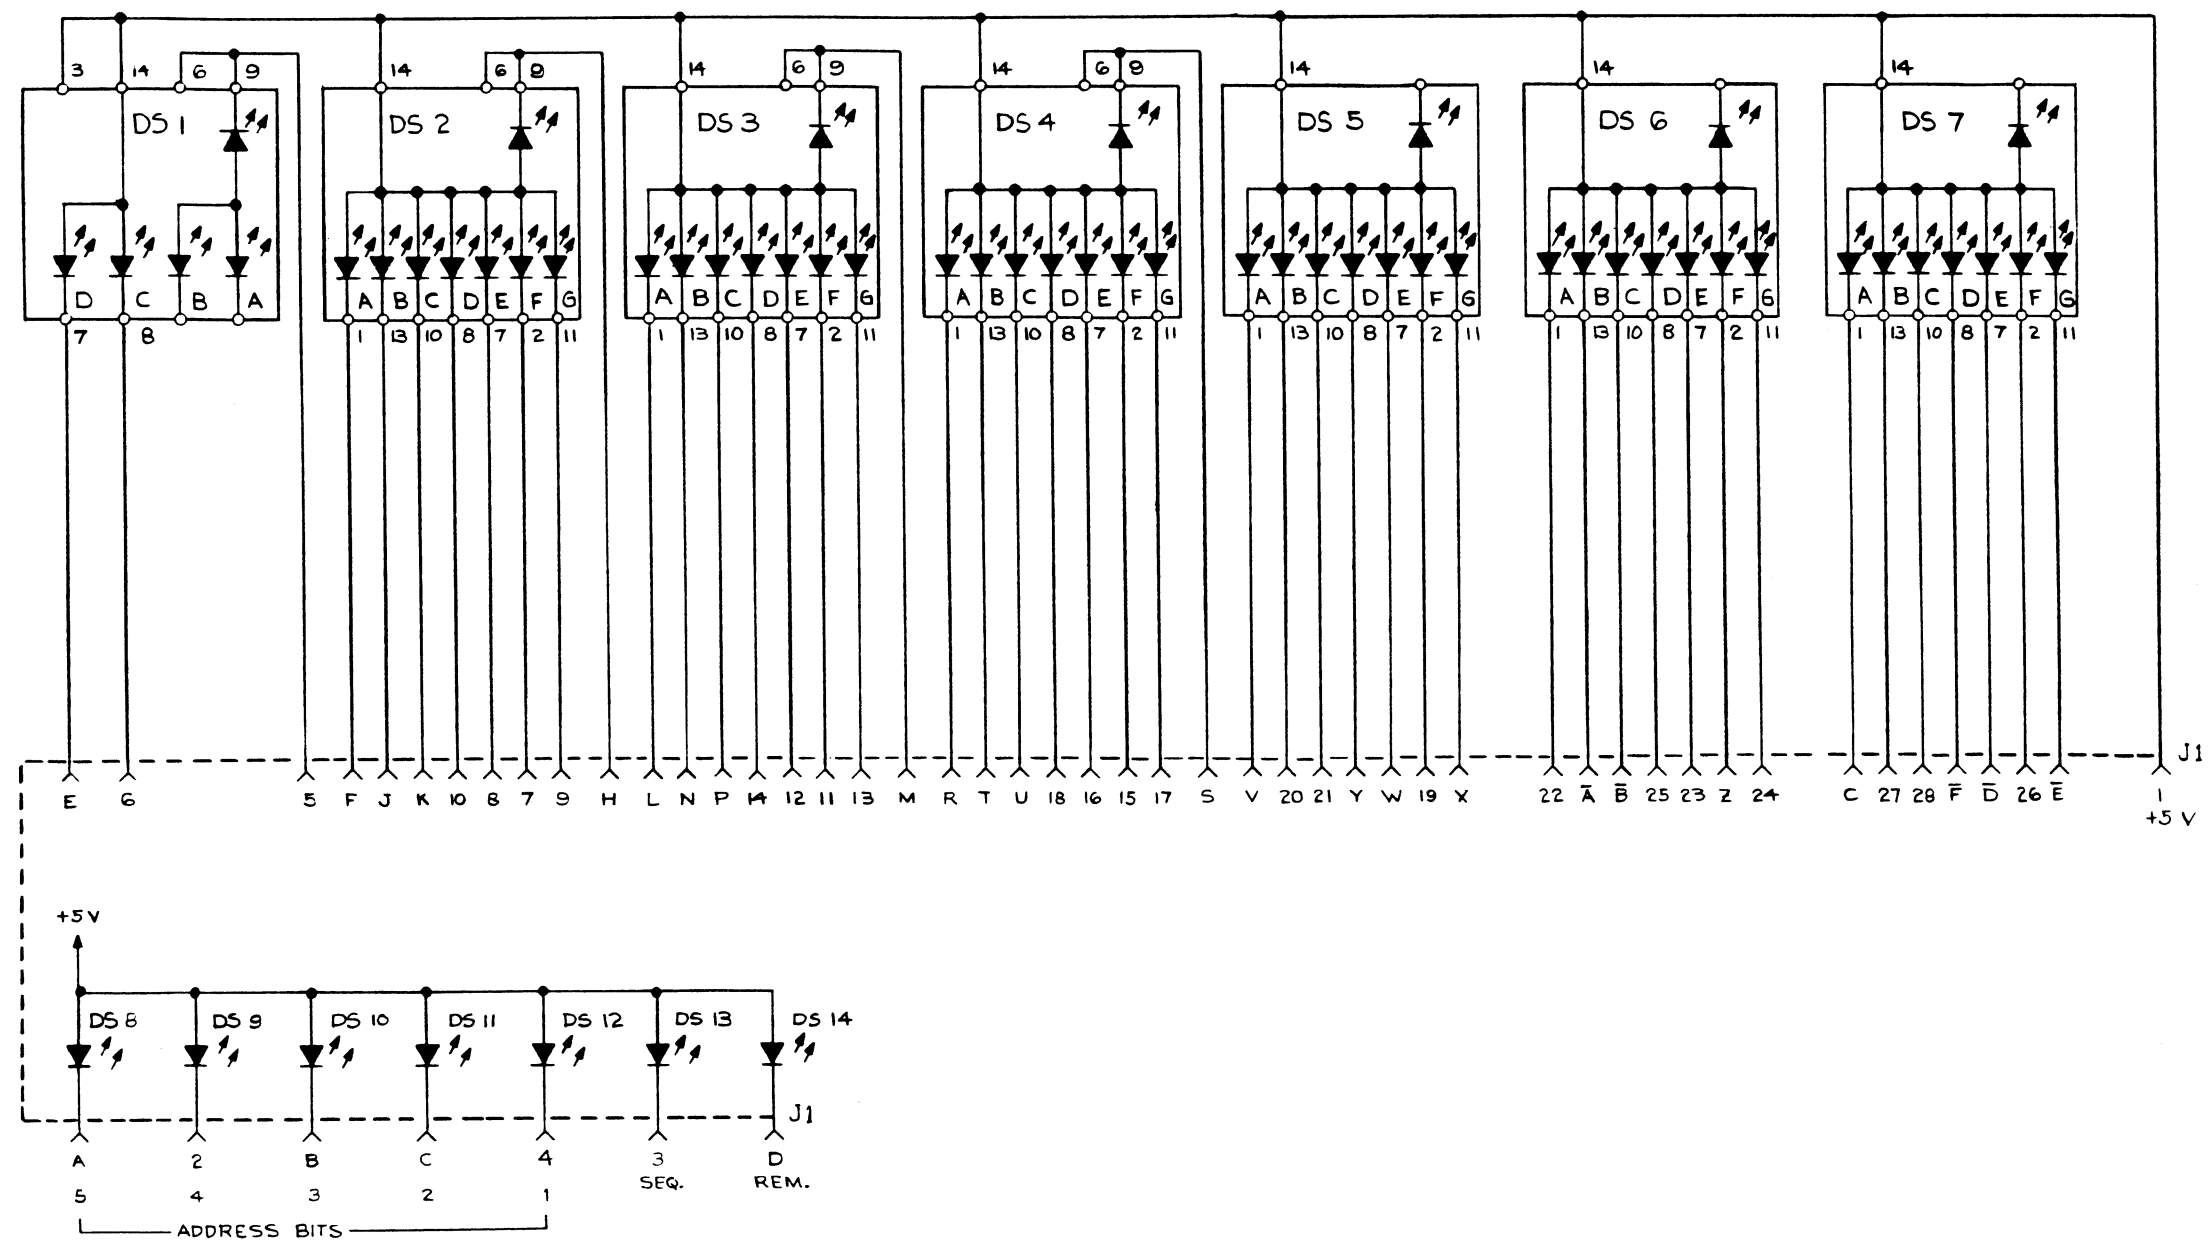 3 14 6 9 14 6 9 14 6 9 14 6 9 14 14 14
DS 1 DS 2 DS 3 DS 4 DS 5 DS 6 DS 7
D C B A A B C D E F G A B C D E F G A B C D E F G A B C D E F G A B C D E F G A B C D E F G
7 8 1 13 10 8 7 2 11 1 13 10 8 7 2 11 1 13 10 8 7 2 11 1 13 10 8 7 2 11 1 13 10 8 7 2 11 1 13 10 8 7 2 11
J1
E 6 5 F J K 10 8 7 9 H L N P 14 12 11 13 M R T U 18 16 15 17 S V 20 21 Y W 19 X 22 A̅ B̅ 25 23 Z 24 C 27 28 F̅ D̅ 26 E̅ 1
+5 V
+5 V
DS 8 DS 9 DS 10 DS 11 DS 12 DS 13 DS 14
J1
A 2 B C 4 3 D
SEQ. REM.
5 4 3 2 1
ADDRESS BITS